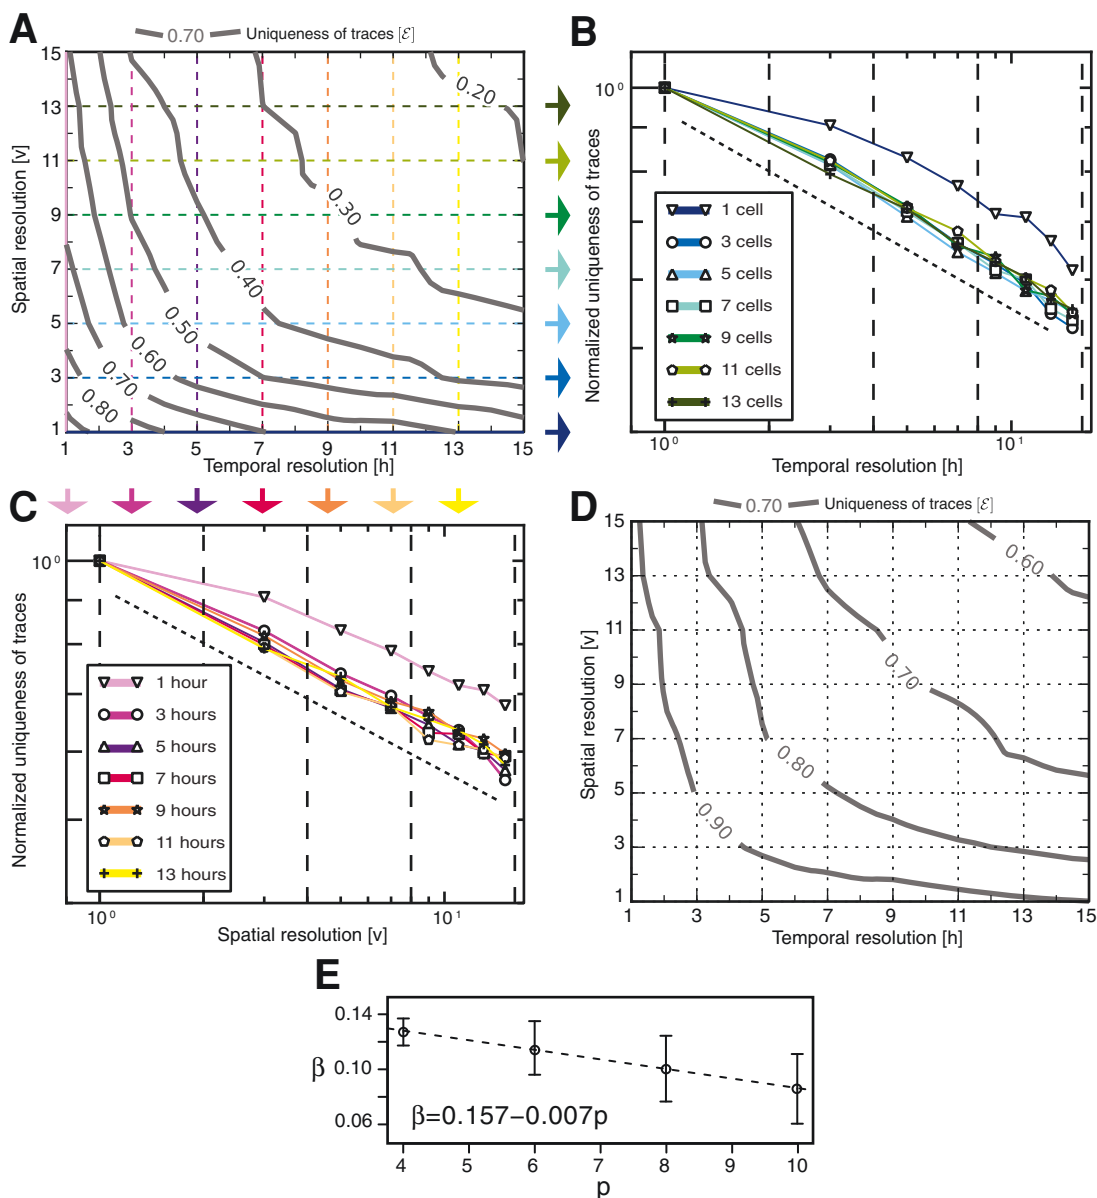 A
0.70 Uniqueness of traces [ℰ]
Spatial resolution [v]
15
13
11
9
7
5
3
1
0.20
0.30
0.40
0.50
0.60
0.70
0.80
1 3 5 7 9 11 13 15
Temporal resolution [h]
B
Normalized uniqueness of traces
10⁰
1 cell
3 cells
5 cells
7 cells
9 cells
11 cells
13 cells
10⁰ 10¹
Temporal resolution [h]
C
Normalized uniqueness of traces
10⁰
1 hour
3 hours
5 hours
7 hours
9 hours
11 hours
13 hours
10⁰ 10¹
Spatial resolution [v]
D
0.70 Uniqueness of traces [ℰ]
Spatial resolution [v]
15
13
11
9
7
5
3
1
0.60
0.70
0.80
0.90
1 3 5 7 9 11 13 15
Temporal resolution [h]
E
β
0.14
0.10
0.06
β=0.157−0.007p
4 5 6 7 8 9 10
p